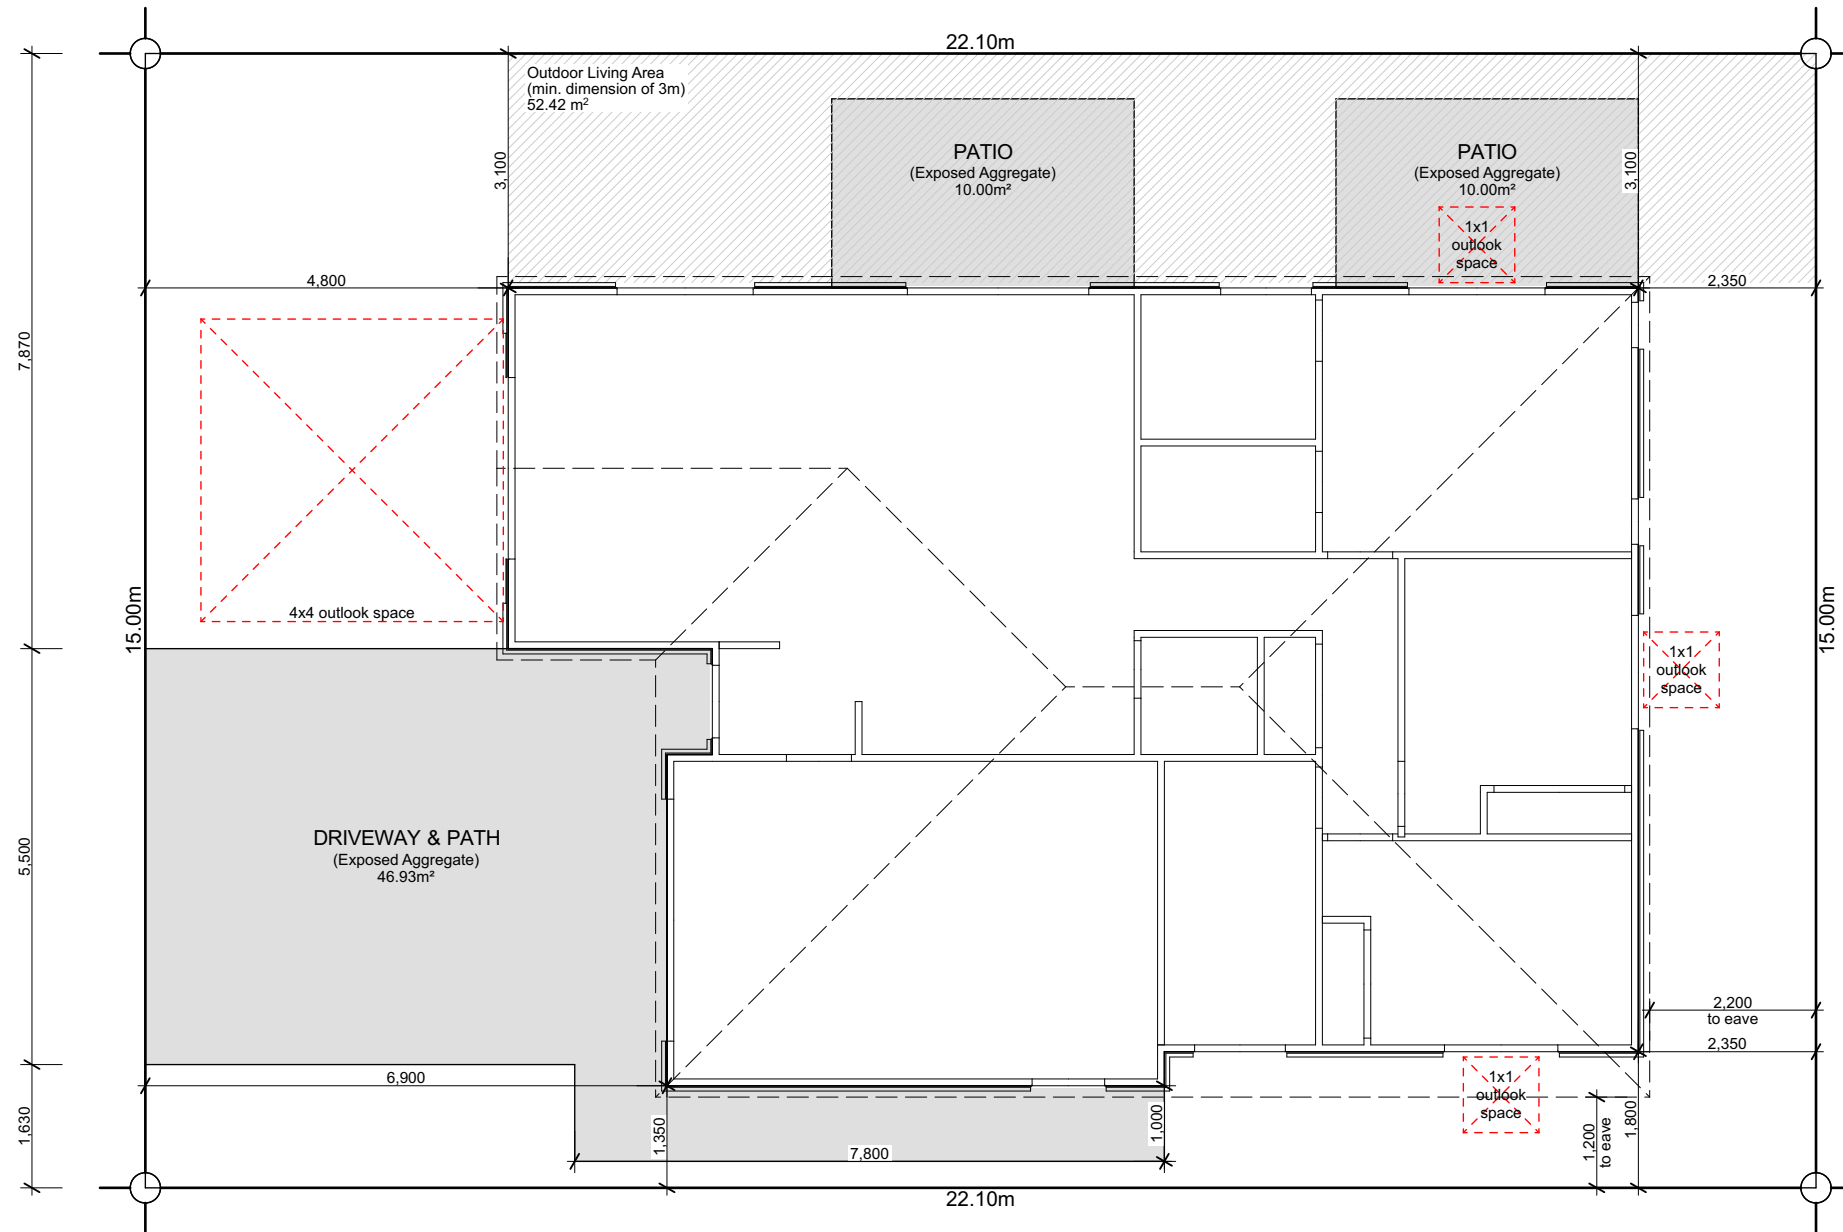 22.10m
Outdoor Living Area
(min. dimension of 3m)
52.42 m²
PATIO
(Exposed Aggregate)
10.00m²
PATIO
(Exposed Aggregate)
10.00m²
3,100
3,100
1x1
outlook
space
4,800
2,350
7,870
4x4 outlook space
15.00m
15.00m
1x1
outlook
space
DRIVEWAY & PATH
(Exposed Aggregate)
46.93m²
5,500
2,200
to eave
2,350
6,900
1x1
outlook
space
1,630
1,350
1,000
1,200
to eave
1,800
7,800
22.10m